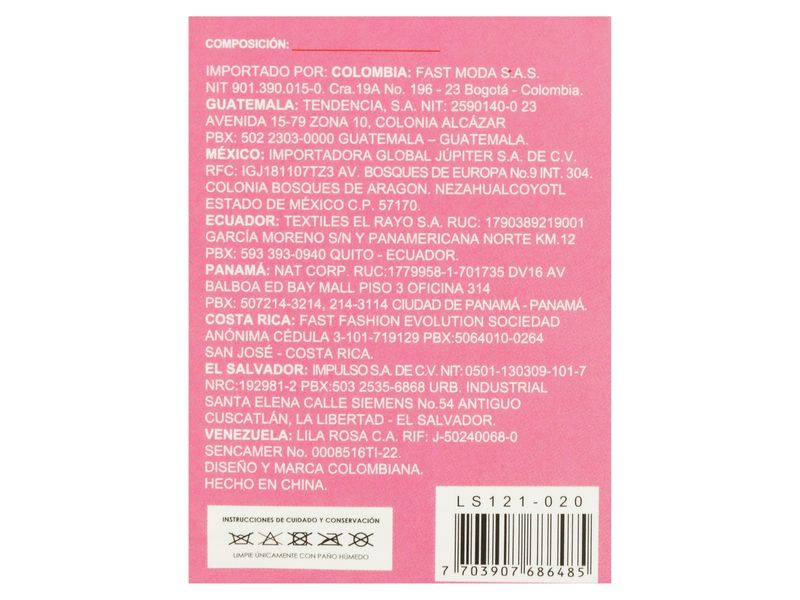 COMPOSICIÓN:
IMPORTADO POR: COLOMBIA: FAST MODA S.A.S.
NIT 901.390.015-0. Cra.19A No. 196 - 23 Bogotá - Colombia.
GUATEMALA: TENDENCIA, S.A. NIT: 2590140-0 23
AVENIDA 15-79 ZONA 10, COLONIA ALCÁZAR
PBX: 502 2303-0000 GUATEMALA – GUATEMALA.
MÉXICO: IMPORTADORA GLOBAL JÚPITER S.A. DE C.V.
RFC: IGJ181107TZ3 AV. BOSQUES DE EUROPA No.9 INT. 304.
COLONIA BOSQUES DE ARAGON. NEZAHUALCOYOTL
ESTADO DE MÉXICO C.P. 57170.
ECUADOR: TEXTILES EL RAYO S.A. RUC: 1790389219001
GARCÍA MORENO S/N Y PANAMERICANA NORTE KM.12
PBX: 593 393-0940 QUITO - ECUADOR.
PANAMÁ: NAT CORP. RUC:1779958-1-701735 DV16 AV
BALBOA ED BAY MALL PISO 3 OFICINA 314
PBX: 507214-3214, 214-3114 CIUDAD DE PANAMÁ - PANAMÁ.
COSTA RICA: FAST FASHION EVOLUTION SOCIEDAD
ANÓNIMA CÉDULA 3-101-719129 PBX:5064010-0264
SAN JOSÉ - COSTA RICA.
EL SALVADOR: IMPULSO S.A. DE C.V. NIT: 0501-130309-101-7
NRC:192981-2 PBX:503 2535-6868 URB. INDUSTRIAL
SANTA ELENA CALLE SIEMENS No.54 ANTIGUO
CUSCATLÁN, LA LIBERTAD - EL SALVADOR.
VENEZUELA: LILA ROSA C.A. RIF: J-50240068-0
SENCAMER No. 0008516TI-22.
DISEÑO Y MARCA COLOMBIANA.
HECHO EN CHINA.
INSTRUCCIONES DE CUIDADO Y CONSERVACIÓN
LIMPIE ÚNICAMENTE CON PAÑO HÚMEDO
LS121-020
7 703907 686485